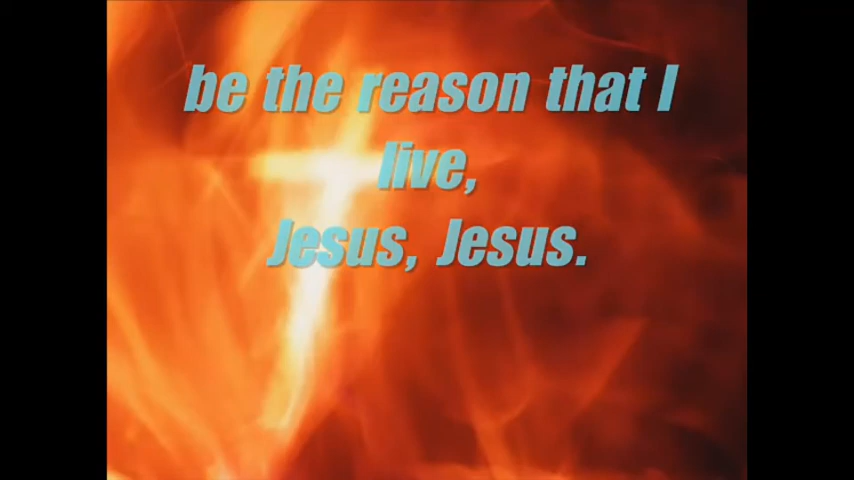 be the reason that I
live,
Jesus, Jesus.